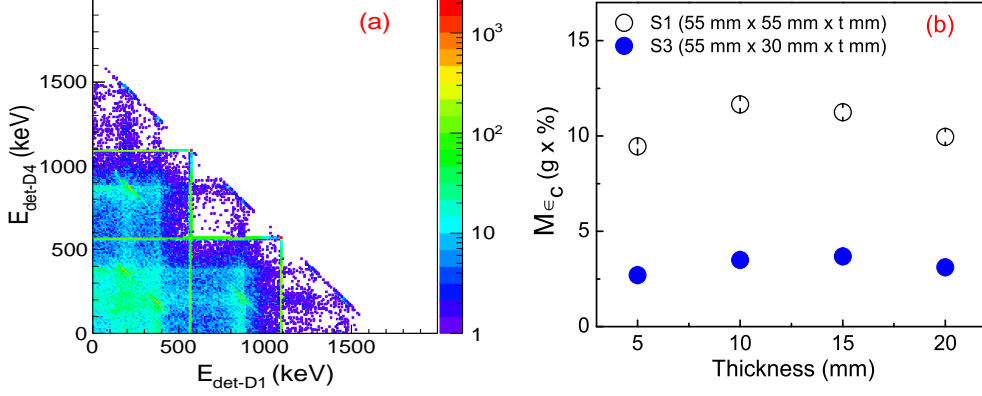 (a)
10³
10²
10
1
1500
1000
500
0
E_det-D4 (keV)
0 500 1000 1500
E_det-D1 (keV)
(b)
S1 (55 mm x 55 mm x t mm)
S3 (55 mm x 30 mm x t mm)
15
10
5
0
Mϵ_C (g x %)
5 10 15 20
Thickness (mm)